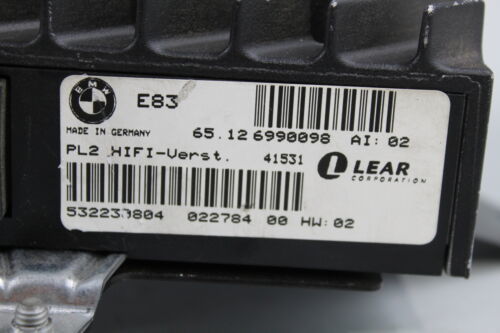 BMW
E83
MADE IN GERMANY
65.12 6990098 AI: 02
PL2 HIFI-Verst. 41531
L LEAR
CORPORATION
532233804 022784 00 HW: 02